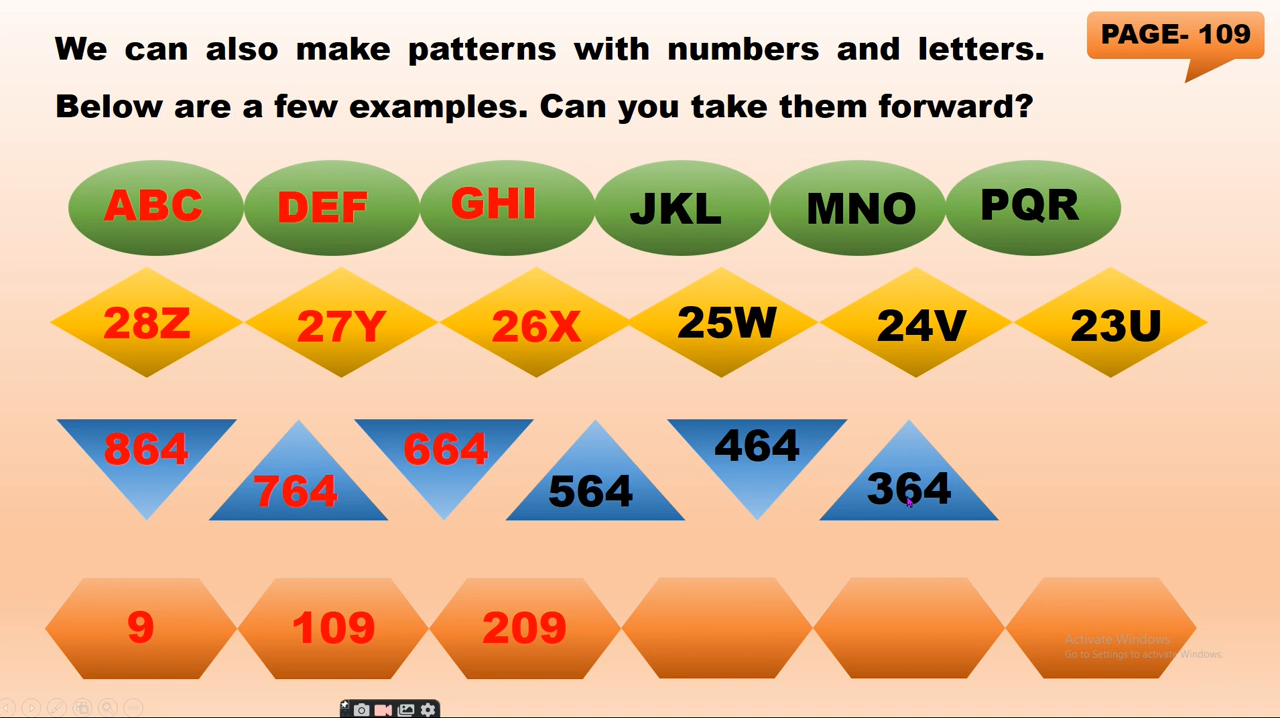 PAGE- 109
We can also make patterns with numbers and letters.
Below are a few examples. Can you take them forward?
ABC DEF GHI JKL MNO PQR
28Z 27Y 26X 25W 24V 23U
864 764 664 564 464 364
9 109 209
Activate Windows
Go to Settings to activate Windows.